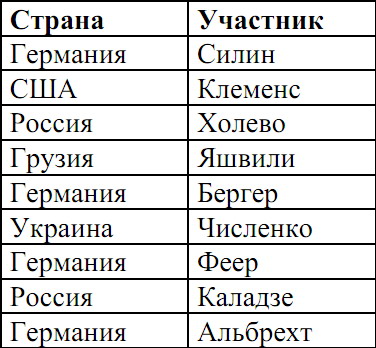 Страна Участник
Германия Силин
США Клеменс
Россия Холево
Грузия Яшвили
Германия Бергер
Украина Численко
Германия Феер
Россия Каладзе
Германия Альбрехт